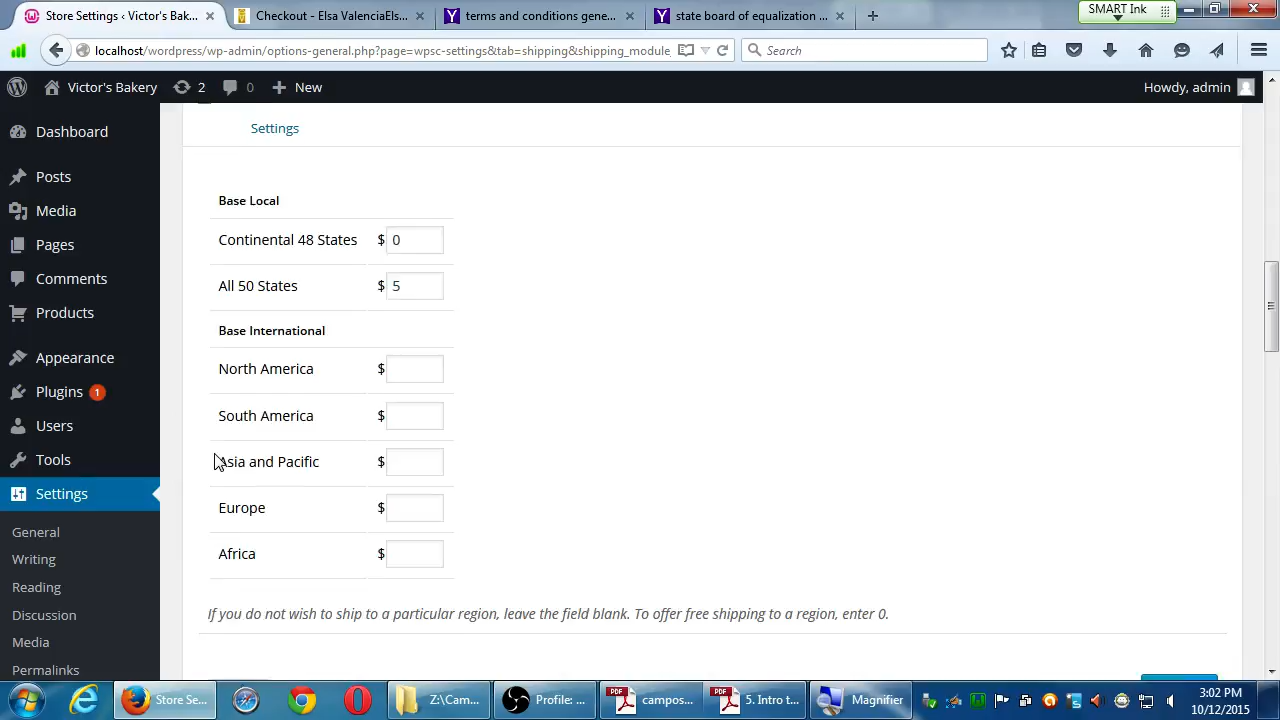 Store Settings ‹ Victor's Bak...
Checkout - Elsa ValenciaEls...
Terms and conditions gene...
state board of equalization ...
SMART Ink
localhost/wordpress/wp-admin/options-general.php?page=wpsc-settings&tab=shipping&shipping_module_
Search
Victor's Bakery
2
0
New
Howdy, admin
Dashboard
Posts
Media
Pages
Comments
Products
Appearance
Plugins 1
Users
Tools
Settings
General
Writing
Reading
Discussion
Media
Permalinks
Settings
Base Local
Continental 48 States $ 0
All 50 States $ 5
Base International
North America $
South America $
Asia and Pacific $
Europe $
Africa $
If you do not wish to ship to a particular region, leave the field blank. To offer free shipping to a region, enter 0.
Store Se...
Z:\Cam...
Profile: ...
PDF
campos...
PDF
5. Intro t...
Magnifier
3:02 PM
10/12/2015